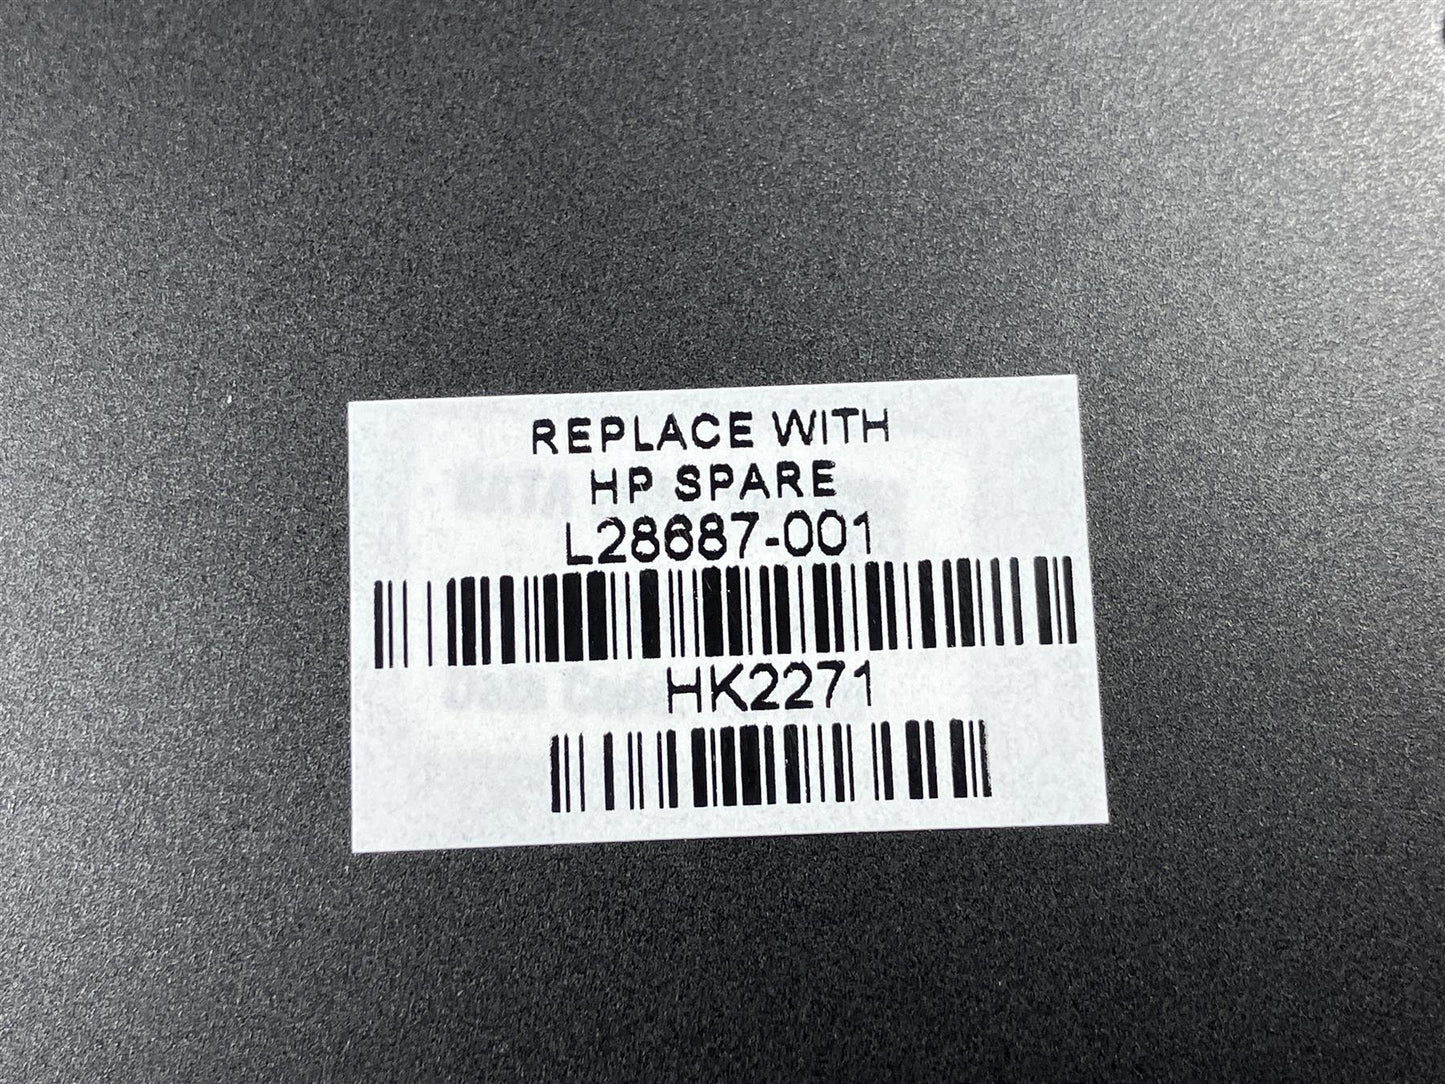 REPLACE WITH
HP SPARE
L28687-001
HK2271